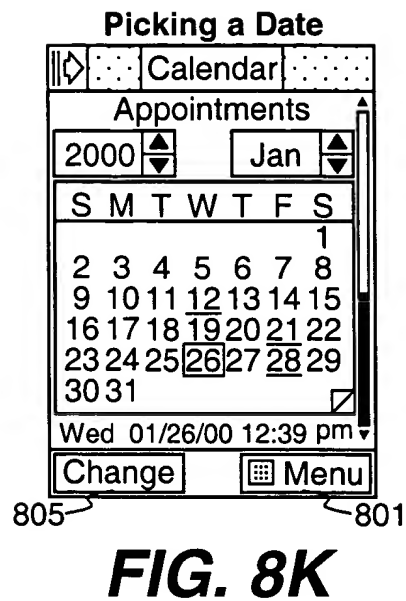 Picking a Date
Calendar
Appointments
2000 Jan
S M T W T F S
1
2 3 4 5 6 7 8
9 10 11 12 13 14 15
16 17 18 19 20 21 22
23 24 25 26 27 28 29
30 31
Wed 01/26/00 12:39 pm
Change Menu
805 801
FIG. 8K